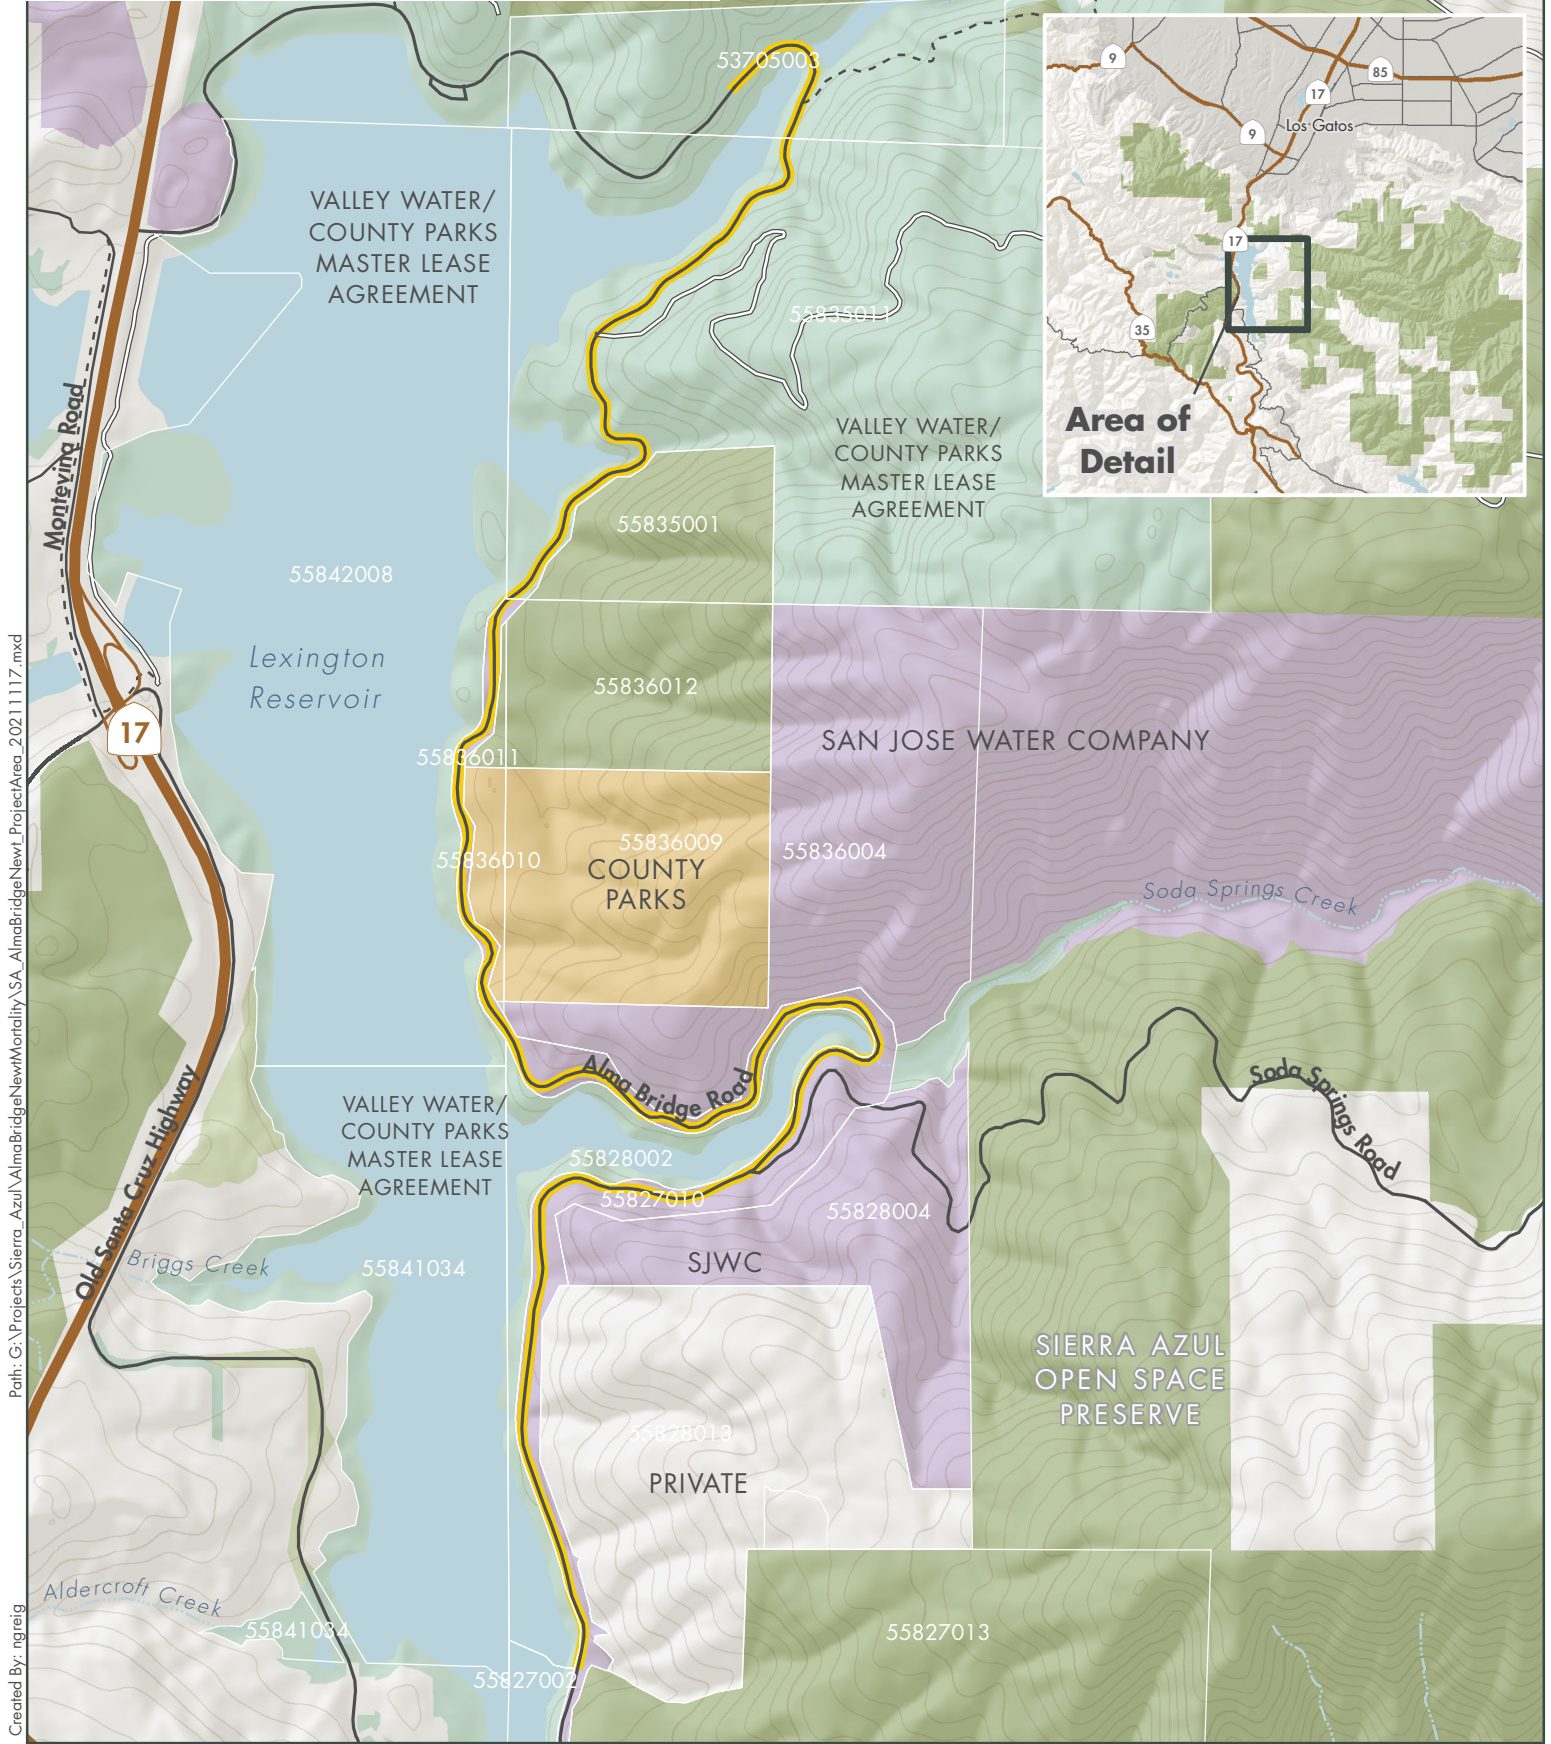 53705003
VALLEY WATER/
COUNTY PARKS
MASTER LEASE
AGREEMENT
9
85
17
Los Gatos
9
17
35
Area of
Detail
55835011
VALLEY WATER/
COUNTY PARKS
MASTER LEASE
AGREEMENT
Montevina Road
55835001
55842008
Lexington
Reservoir
55836012
17
55836011
SAN JOSE WATER COMPANY
55836009
COUNTY
PARKS
55836010
55836004
Soda Springs Creek
Alma Bridge Road
Soda Springs Road
VALLEY WATER/
COUNTY PARKS
MASTER LEASE
AGREEMENT
55828002
55827010
55828004
Old Santa Cruz Highway
Briggs Creek
55841034
SJWC
SIERRA AZUL
OPEN SPACE
PRESERVE
55828013
PRIVATE
Aldercroft Creek
55841034
55827013
55827002
Path: G:\Projects\Sierra_Azul\AlmaBridgeNewtMortality\SA_AlmaBridgeNewt_ProjectArea_20211117.mxd
Created By: ngreig